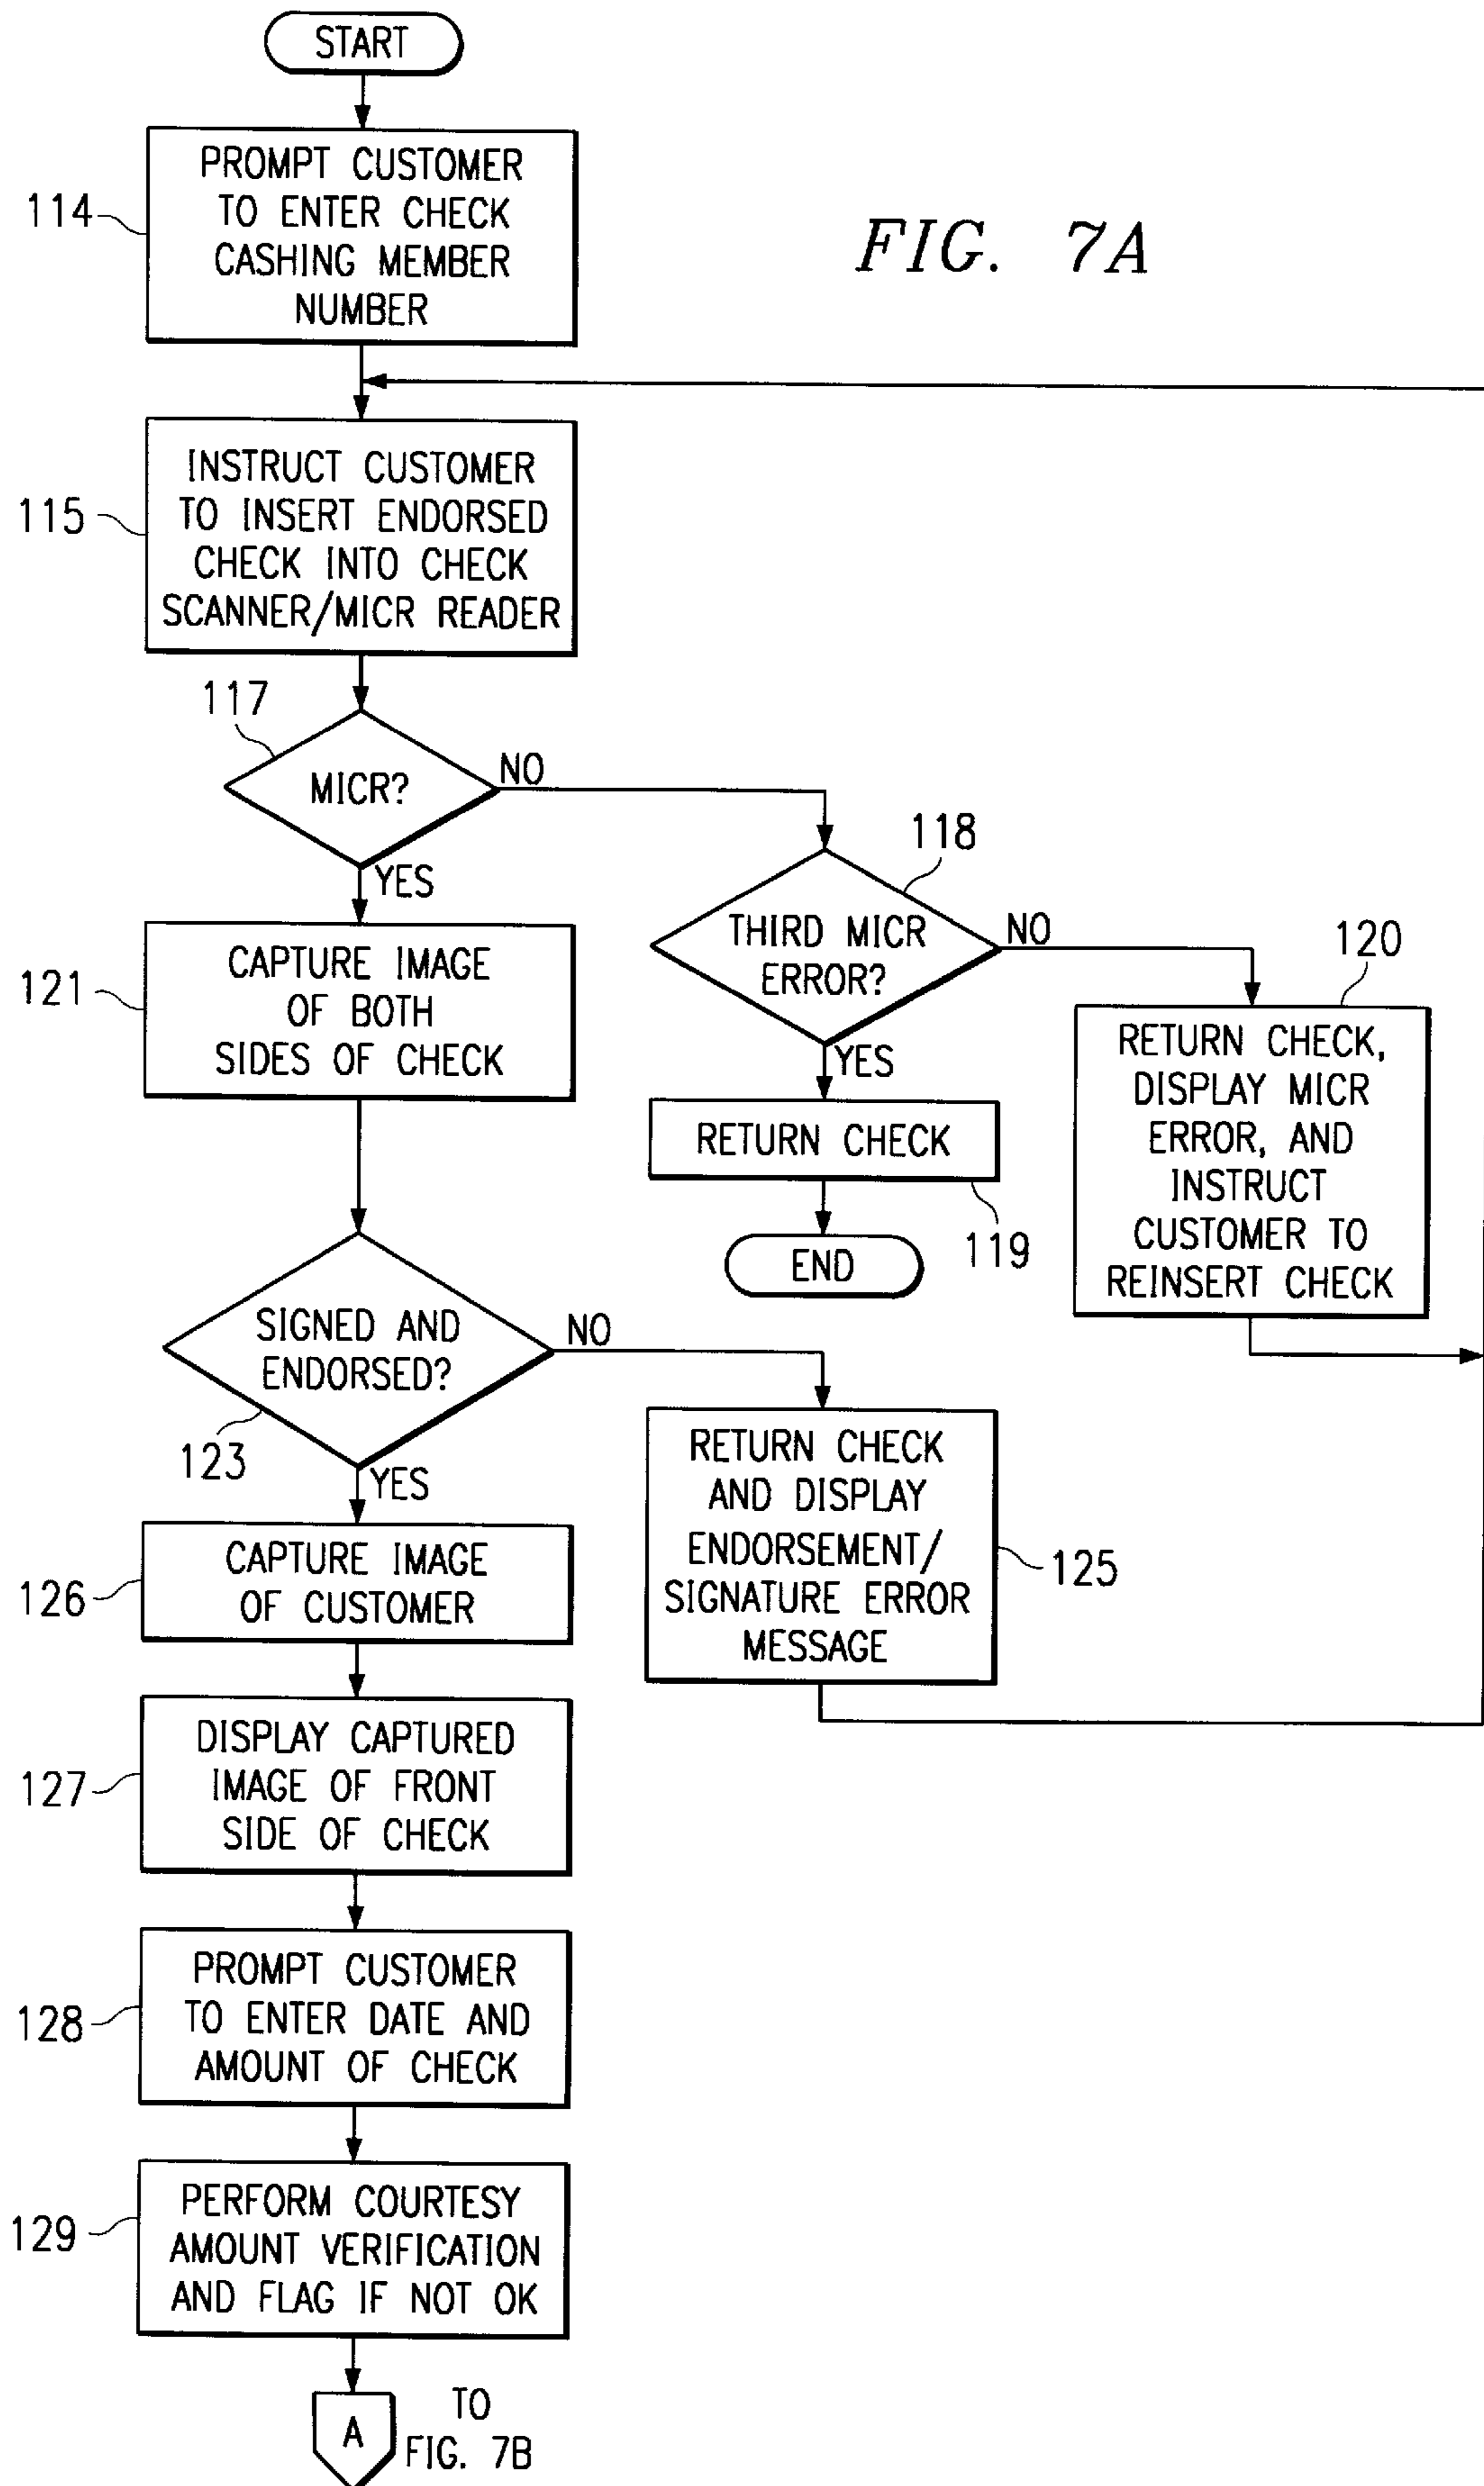 START
PROMPT CUSTOMER
TO ENTER CHECK
CASHING MEMBER
NUMBER
114
FIG. 7A
INSTRUCT CUSTOMER
TO INSERT ENDORSED
CHECK INTO CHECK
SCANNER/MICR READER
115
117
MICR?
NO
YES
118
THIRD MICR
ERROR?
NO
YES
120
RETURN CHECK,
DISPLAY MICR
ERROR, AND
INSTRUCT
CUSTOMER TO
REINSERT CHECK
RETURN CHECK
119
END
CAPTURE IMAGE
OF BOTH
SIDES OF CHECK
121
SIGNED AND
ENDORSED?
NO
123
YES
RETURN CHECK
AND DISPLAY
ENDORSEMENT/
SIGNATURE ERROR
MESSAGE
125
CAPTURE IMAGE
OF CUSTOMER
126
DISPLAY CAPTURED
IMAGE OF FRONT
SIDE OF CHECK
127
PROMPT CUSTOMER
TO ENTER DATE AND
AMOUNT OF CHECK
128
PERFORM COURTESY
AMOUNT VERIFICATION
AND FLAG IF NOT OK
129
A
TO
FIG. 7B